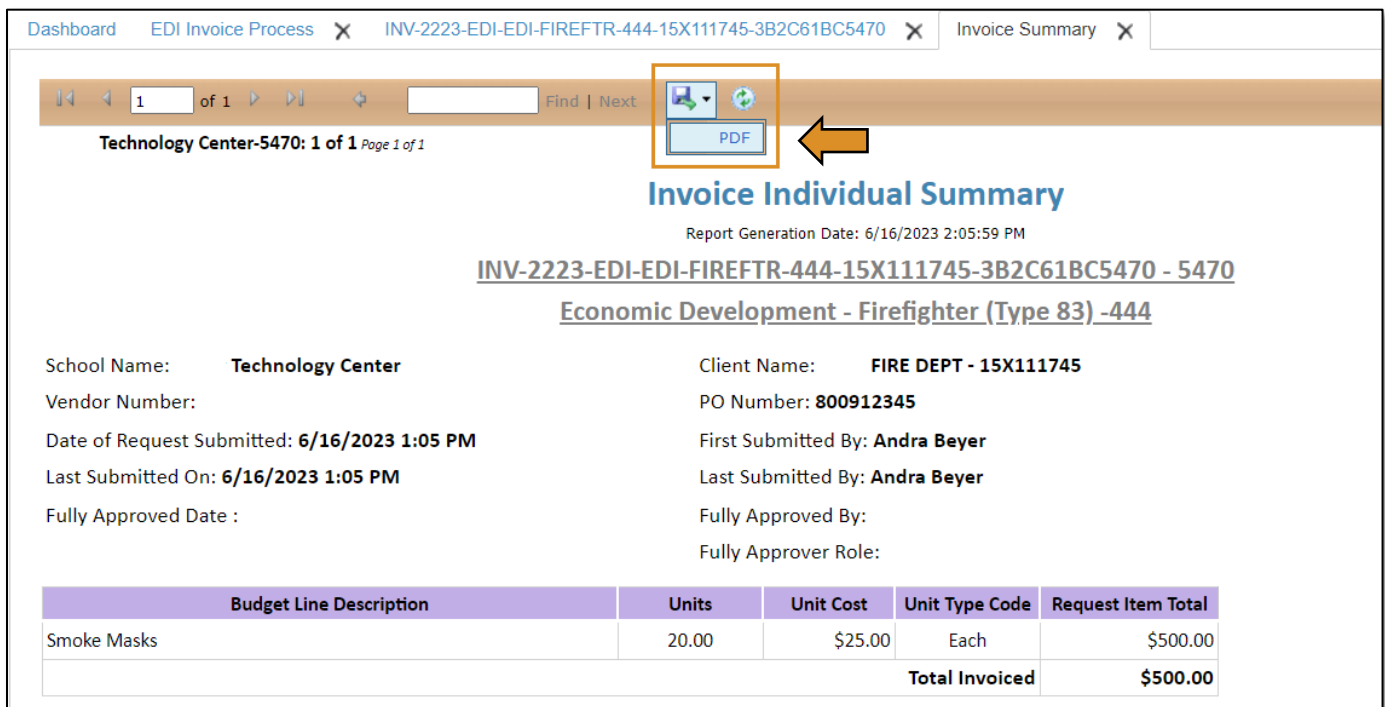 Dashboard EDI Invoice Process INV-2223-EDI-EDI-FIREFTR-444-15X111745-3B2C61BC5470 Invoice Summary
1 of 1 Find | Next
PDF
Technology Center-5470: 1 of 1 Page 1 of 1
Invoice Individual Summary
Report Generation Date: 6/16/2023 2:05:59 PM
INV-2223-EDI-EDI-FIREFTR-444-15X111745-3B2C61BC5470 - 5470
Economic Development - Firefighter (Type 83) -444
School Name: Technology Center Client Name: FIRE DEPT - 15X111745
Vendor Number: PO Number: 800912345
Date of Request Submitted: 6/16/2023 1:05 PM First Submitted By: Andra Beyer
Last Submitted On: 6/16/2023 1:05 PM Last Submitted By: Andra Beyer
Fully Approved Date : Fully Approved By:
Fully Approver Role:
Budget Line Description Units Unit Cost Unit Type Code Request Item Total
Smoke Masks 20.00 $25.00 Each $500.00
Total Invoiced $500.00